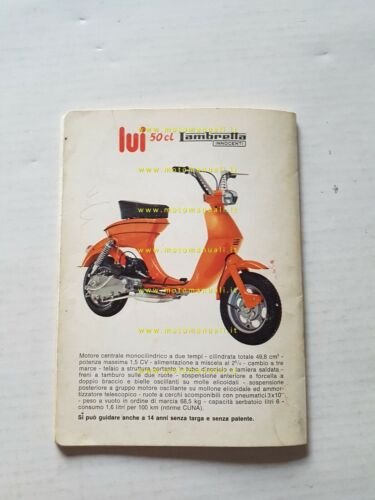 lui 50cl Lambretta
INNOCENTI
www.motomanuali.it
www.motomanuali.it
www.motomanuali.it
www.motomanuali.it
www.motomanuali.it
www.motomanuali.it
Motore centrale monocilindrico a due tempi - cilindrata totale 49,8 cm³ -
potenza massima 1,5 CV - alimentazione a miscela al 2% - cambio a tre
marce - telaio a struttura portante in tubo d'acciaio e lamiera saldata -
freni a tamburo sulle due ruote - sospensione anteriore a forcella a
doppio braccio e bielle oscillanti su molle elicoidali - sospensione
posteriore a gruppo motore oscillante su mollone elicoidale ed ammor-
tizzatore telescopico - ruote a cerchi scomponibili con pneumatici 3x10" -
peso a vuoto in ordine di marcia 68,5 kg - capacità serbatoio litri 6 -
consumo 1,6 litri per 100 km (norme CUNA).
Si può guidare anche a 14 anni senza targa e senza patente.